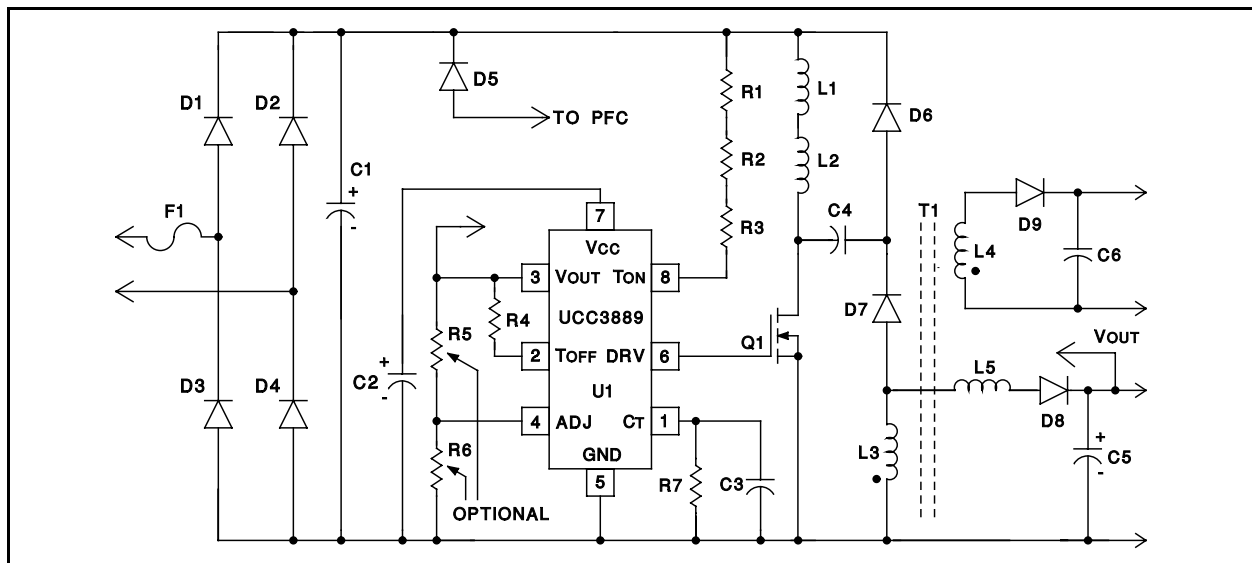 D1
D2
C1
D5
TO PFC
R1
L1
D6
R2
L2
F1
7
R3
C4
T1
D9
VCC
L4
C6
3
VOUT
TON
8
R4
UCC3889
D7
R5
Q1
VOUT
2
TOFF
DRV
6
L5
D3
D4
C2
U1
D8
4
ADJ
CT
1
R6
GND
L3
C5
5
R7
C3
OPTIONAL
+
-
+
-
+
-